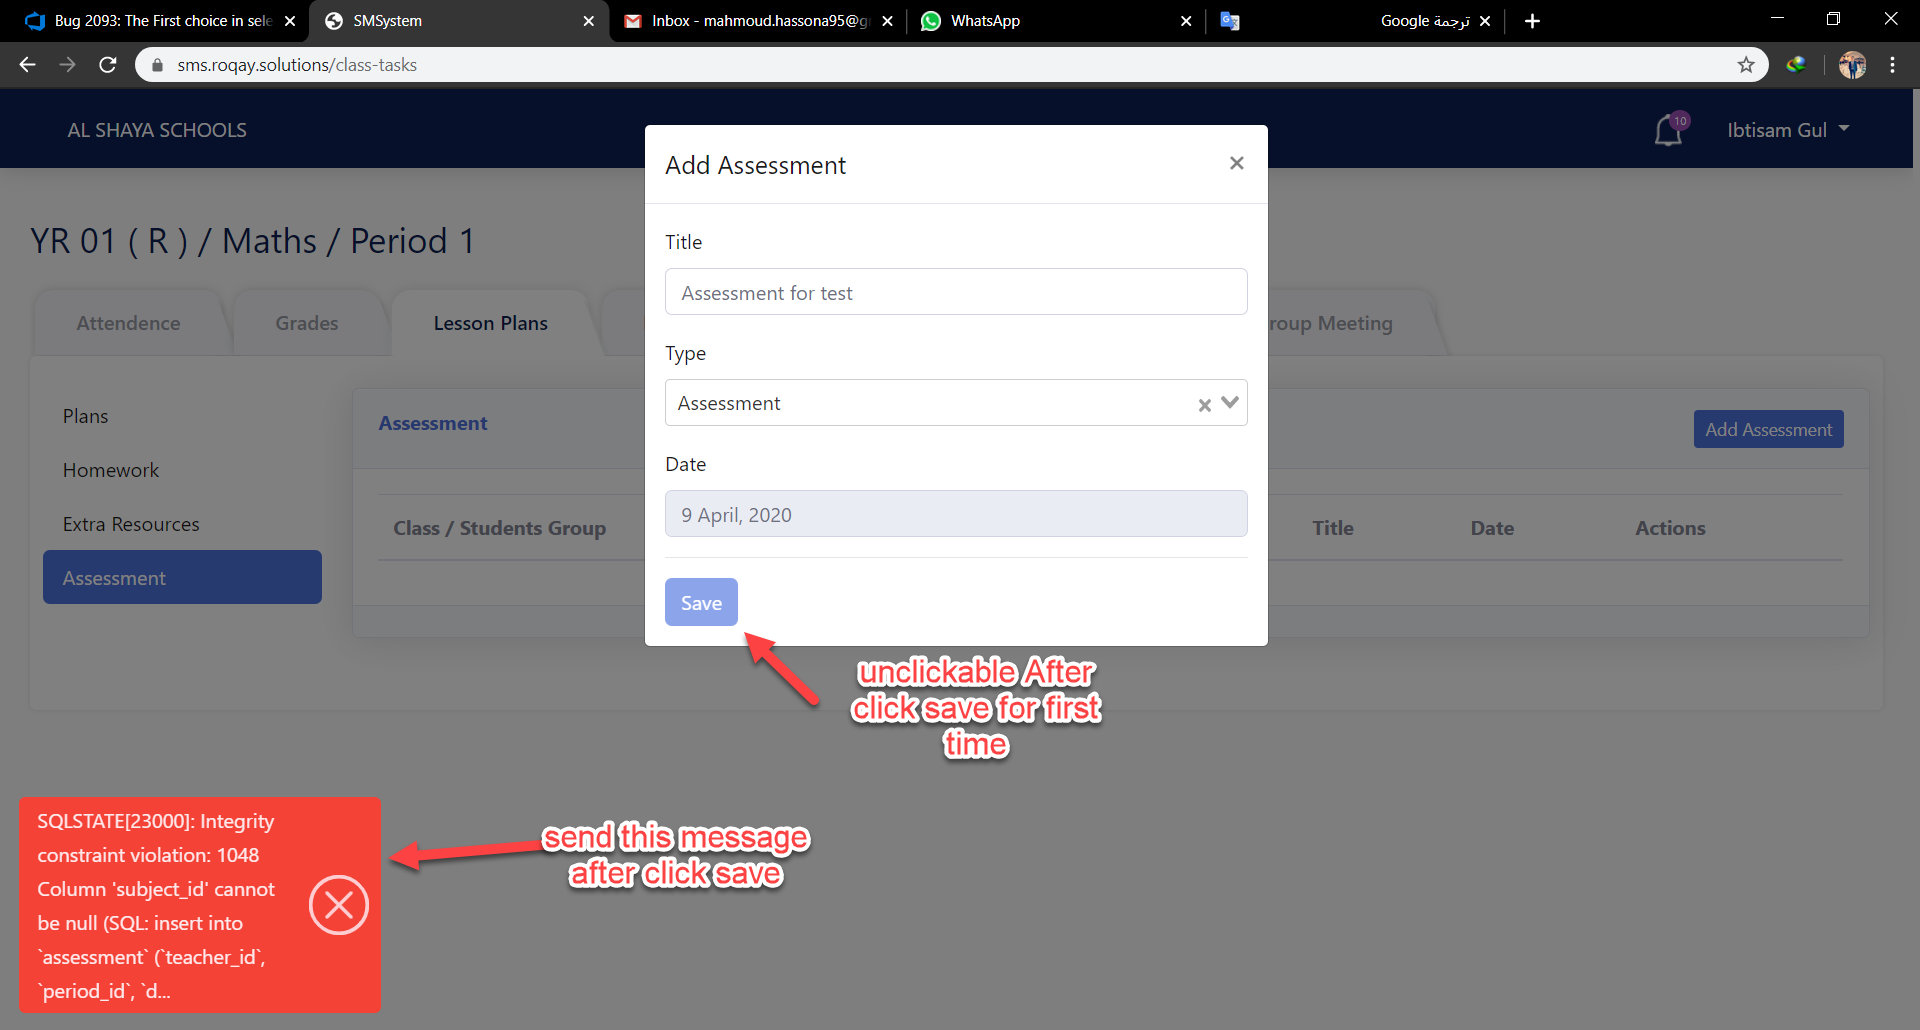 Bug 2093: The First choice in sele
SMSystem
Inbox - mahmoud.hassona95@g
WhatsApp
ترجمة Google
sms.roqay.solutions/class-tasks
AL SHAYA SCHOOLS
10
Ibtisam Gul
Add Assessment
YR 01 ( R ) / Maths / Period 1
Title
Assessment for test
Attendence
Grades
Lesson Plans
roup Meeting
Type
Assessment
Plans
Homework
Extra Resources
Assessment
Assessment
Add Assessment
Date
9 April, 2020
Class / Students Group
Title
Date
Actions
Save
unclickable After
click save for first
time
SQLSTATE[23000]: Integrity
constraint violation: 1048
Column 'subject_id' cannot
be null (SQL: insert into
`assessment` (`teacher_id`,
`period_id`, `d...
send this message
after click save